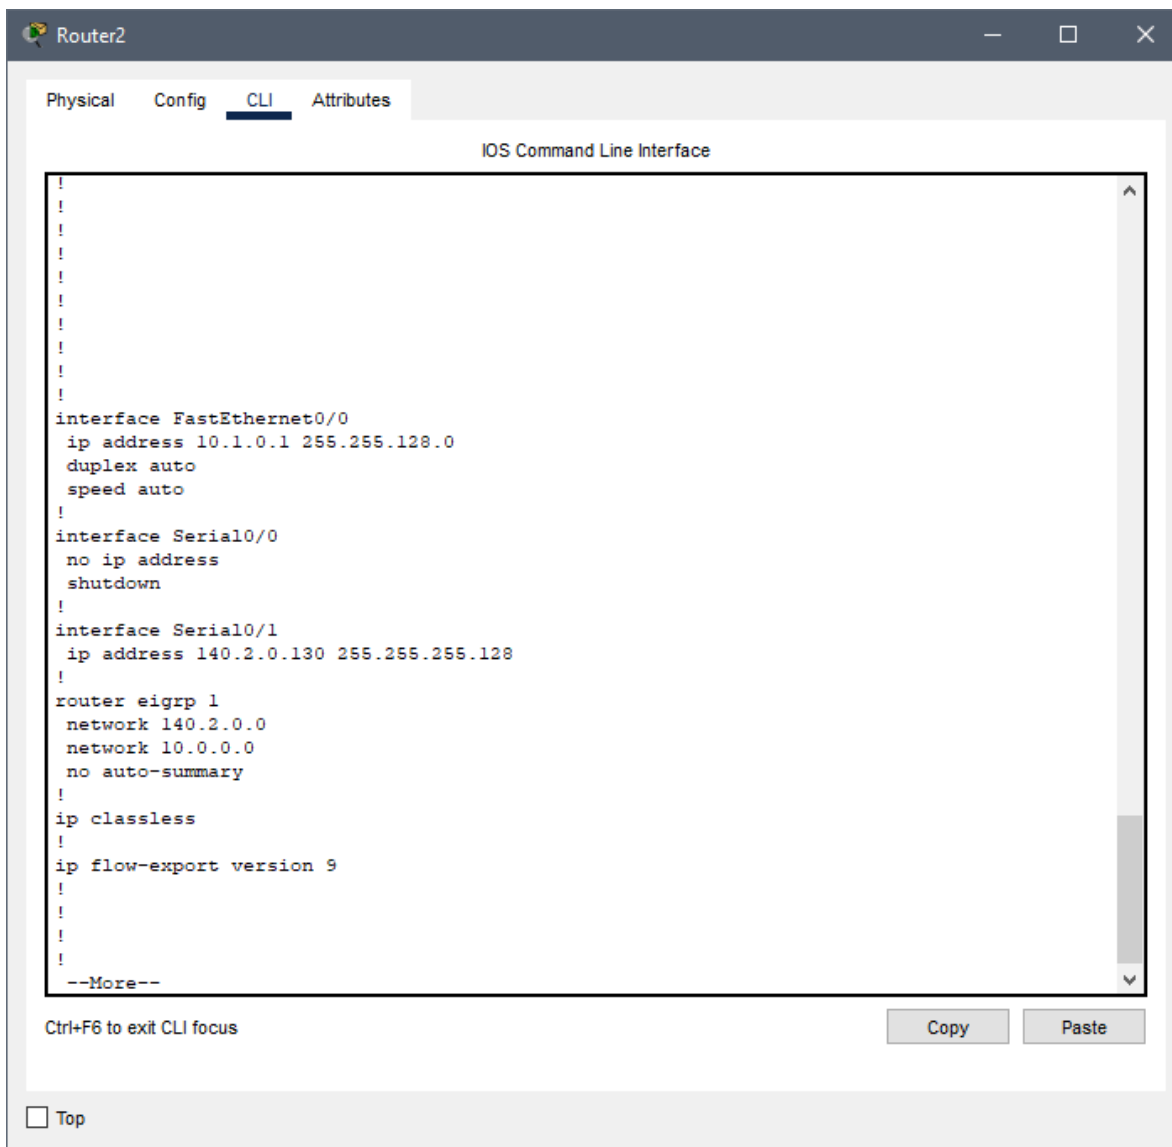 Router2
Physical Config CLI Attributes
IOS Command Line Interface
!
!
!
!
!
!
!
!
!
!
interface FastEthernet0/0
 ip address 10.1.0.1 255.255.128.0
 duplex auto
 speed auto
!
interface Serial0/0
 no ip address
 shutdown
!
interface Serial0/1
 ip address 140.2.0.130 255.255.255.128
!
router eigrp 1
 network 140.2.0.0
 network 10.0.0.0
 no auto-summary
!
ip classless
!
ip flow-export version 9
!
!
!
!
 --More--
Ctrl+F6 to exit CLI focus
Copy Paste
Top